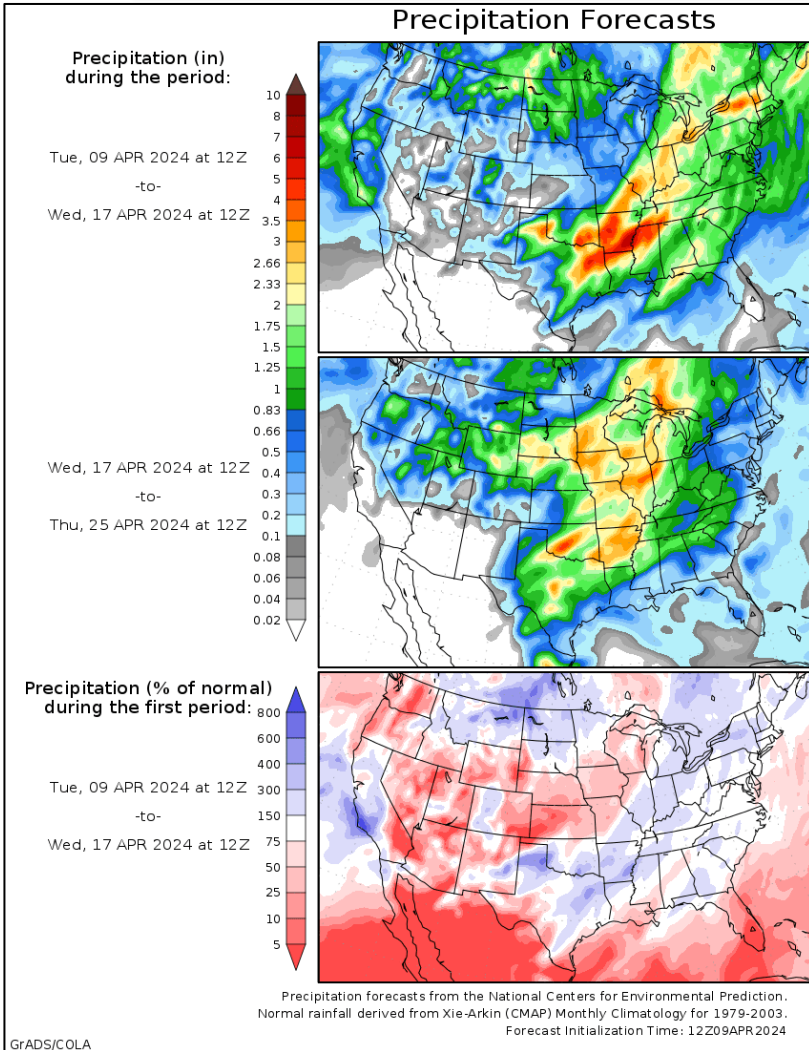 Precipitation Forecasts
Precipitation (in)
during the period:
Tue, 09 APR 2024 at 12Z
-to-
Wed, 17 APR 2024 at 12Z
10
8
7
6
5
4
3.5
3
2.66
2.33
2
1.75
1.5
1.25
1
0.83
0.66
0.5
0.4
0.3
0.2
0.1
0.08
0.06
0.04
0.02
Wed, 17 APR 2024 at 12Z
-to-
Thu, 25 APR 2024 at 12Z
Precipitation (% of normal)
during the first period:
Tue, 09 APR 2024 at 12Z
-to-
Wed, 17 APR 2024 at 12Z
800
600
400
300
150
75
50
25
10
5
Precipitation forecasts from the National Centers for Environmental Prediction.
Normal rainfall derived from Xie-Arkin (CMAP) Monthly Climatology for 1979-2003.
Forecast Initialization Time: 12Z09APR2024
GrADS/COLA